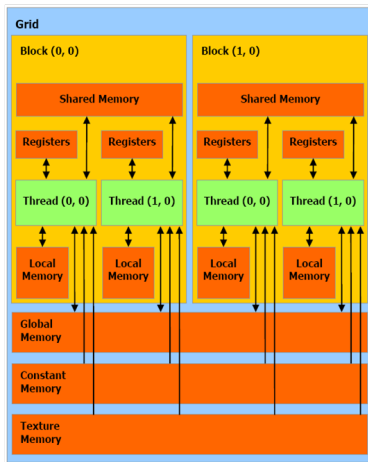 Grid
Block (0, 0)
Block (1, 0)
Shared Memory
Shared Memory
Registers
Registers
Registers
Registers
Thread (0, 0)
Thread (1, 0)
Thread (0, 0)
Thread (1, 0)
Local
Memory
Local
Memory
Local
Memory
Local
Memory
Global
Memory
Constant
Memory
Texture
Memory